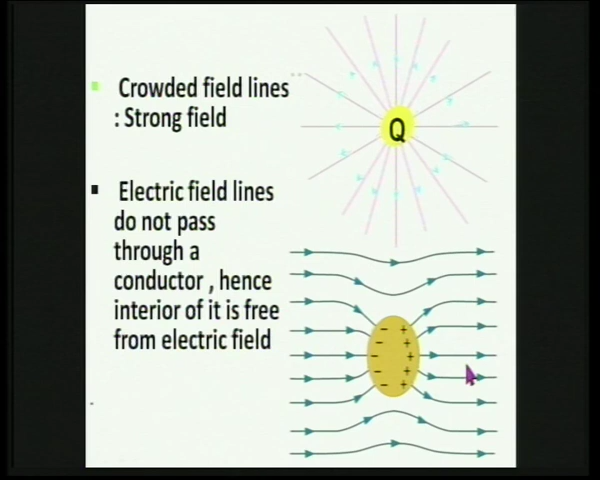 Crowded field lines
: Strong field
Q
Electric field lines
do not pass
through a
conductor , hence
interior of it is free
from electric field
− +
− +
− +
− +
− +